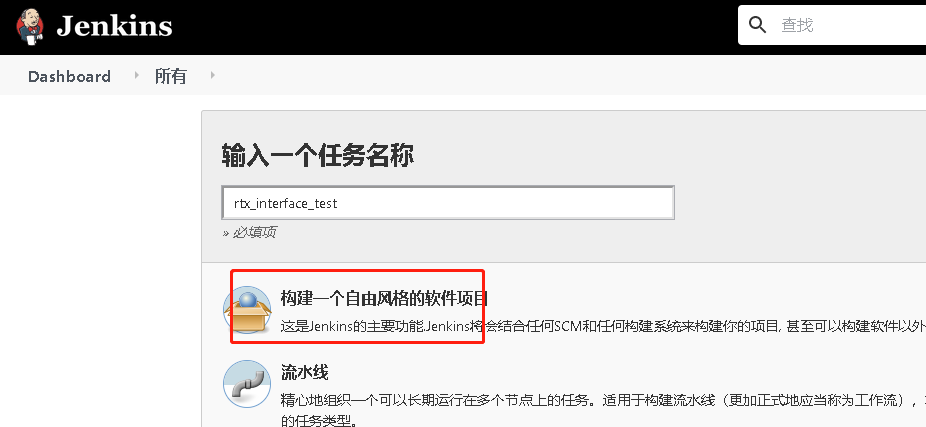 Jenkins
查找
Dashboard
所有
输入一个任务名称
rtx_interface_test
» 必填项
构建一个自由风格的软件项目
这是Jenkins的主要功能.Jenkins将会结合任何SCM和任何构建系统来构建你的项目, 甚至可以构建软件以外
流水线
精心地组织一个可以长期运行在多个节点上的任务。适用于构建流水线（更加正式地应当称为工作流），
的任务类型。